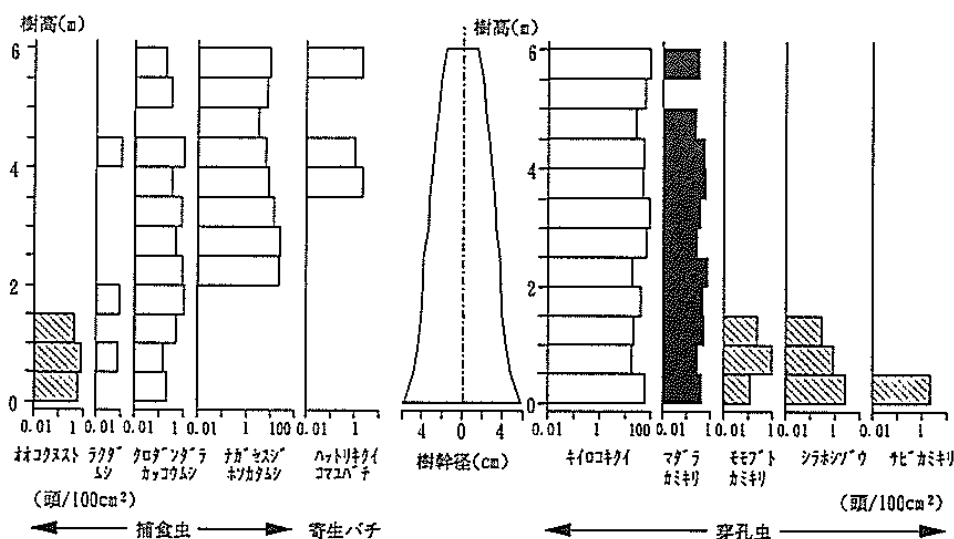 樹高(m)
樹高(m)
6
4
2
0
6
4
2
0
0.01 1
0.01 1
0.01 1
0.01 1 100
0.01 1
4 0 4
0.01 1 100
0.01 1
0.01 1
0.01 1
0.01 1
オオコクヌスト
ラクダ
ムシ
クロダンダラ
カッコウムシ
ナガセスジ
ホソカタムシ
ハットリキクイ
コマユバチ
樹幹径(cm)
キイロコキクイ
マダラ
カミキリ
モモブト
カミキリ
シラホシゾウ
サビカミキリ
(頭/100cm²)
(頭/100cm²)
捕食虫
寄生バチ
穿孔虫